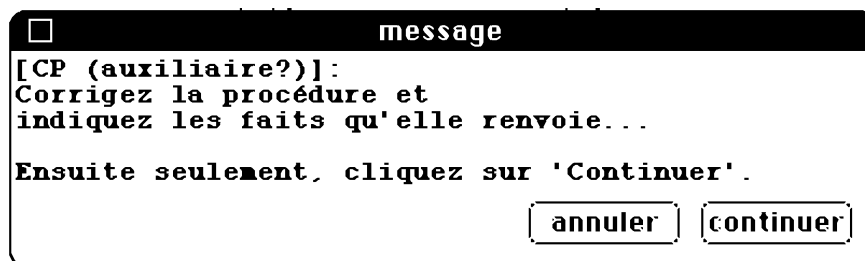 message
[CP (auxiliaire?)]:
Corrigez la procédure et
indiquez les faits qu'elle renvoie...
Ensuite seulement, cliquez sur 'Continuer'.
annuler continuer